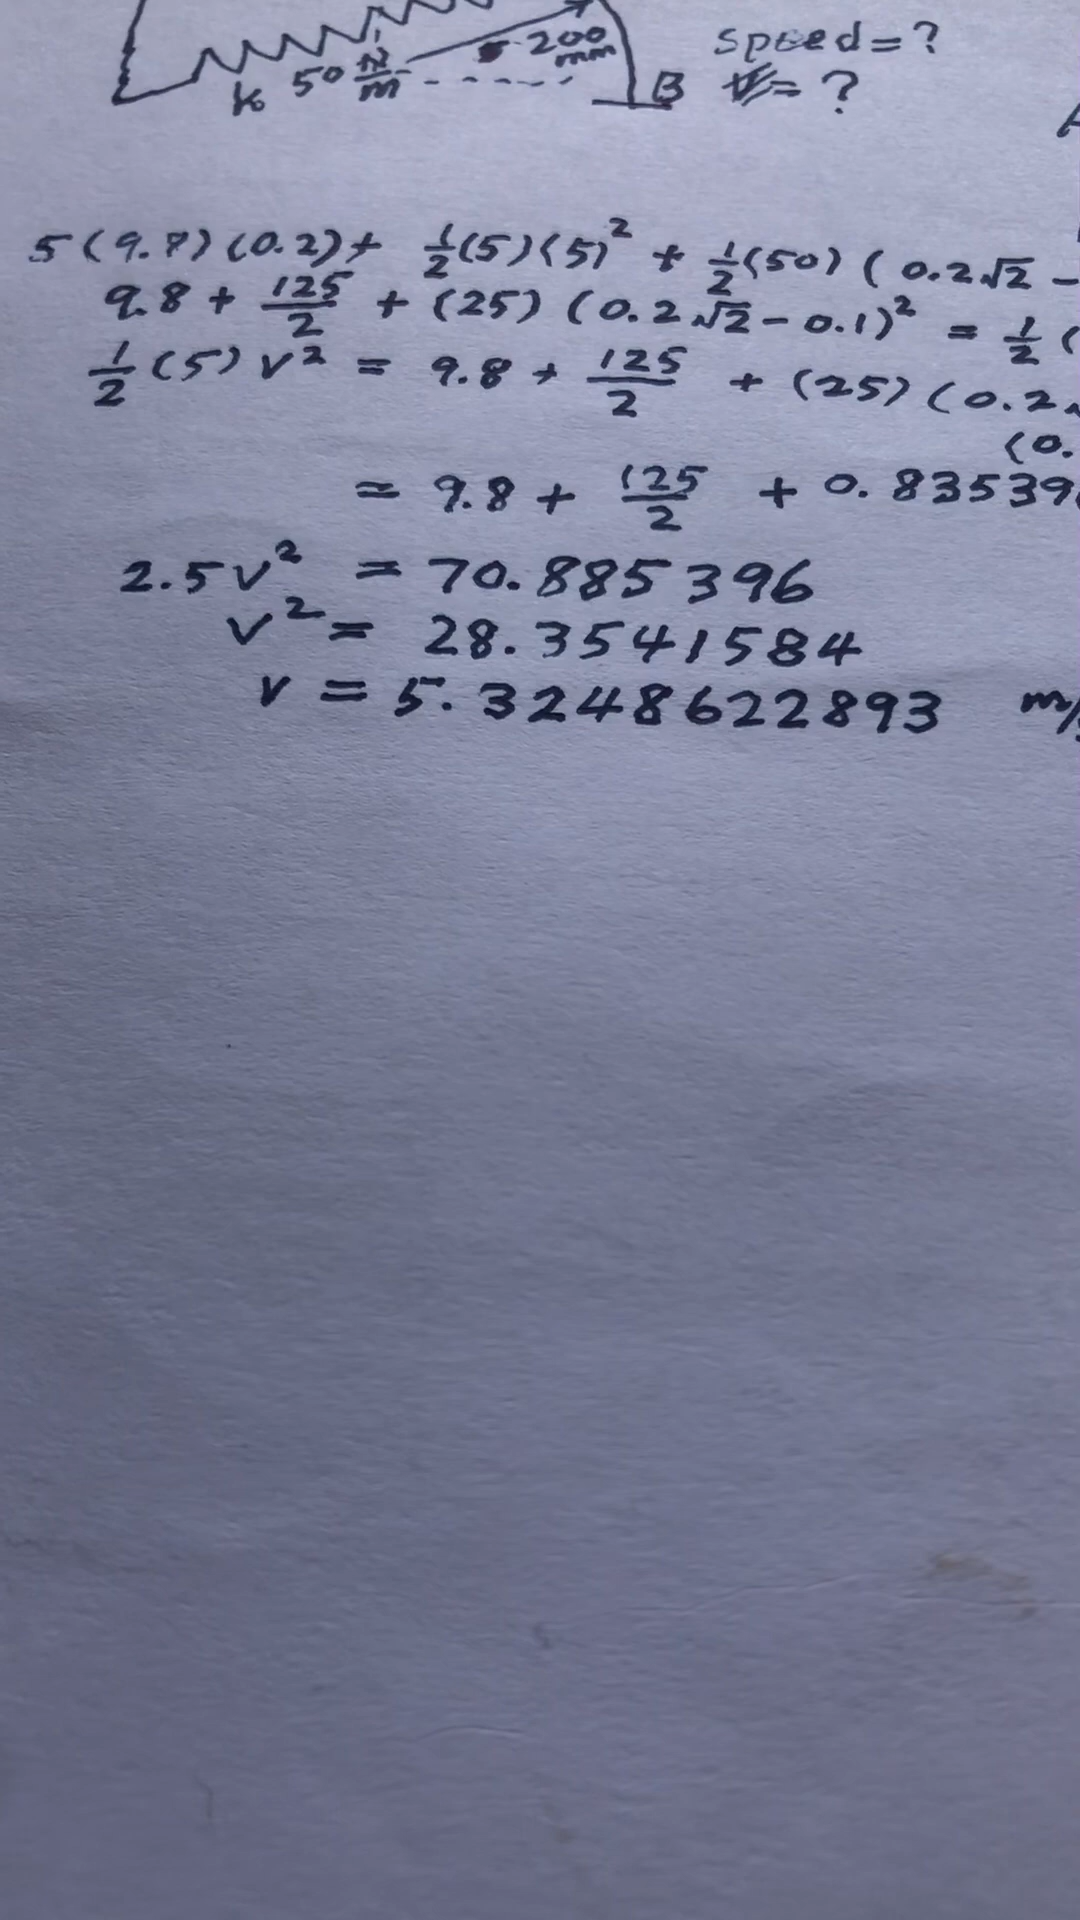 200 mm
speed = ?
k 50 N/m
B
= ?
5(9.8)(0.2) + 1/2(5)(5)² + 1/2(50)(0.2√2 -
9.8 + 125/2 + (25)(0.2√2 - 0.1)² = 1/2(
1/2(5)v² = 9.8 + 125/2 + (25)(0.2√
(0.
= 9.8 + 125/2 + 0.83539
2.5v² = 70.885396
v² = 28.3541584
v = 5.3248622893 m/s